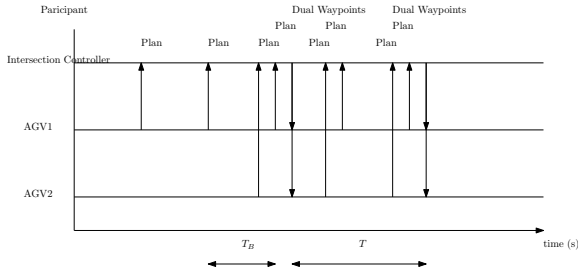 Paricipant
Dual Waypoints
Dual Waypoints
Plan
Plan
Plan
Plan
Plan
Plan
Plan
Plan
Intersection Controller
AGV1
AGV2
T_B
T
time (s)